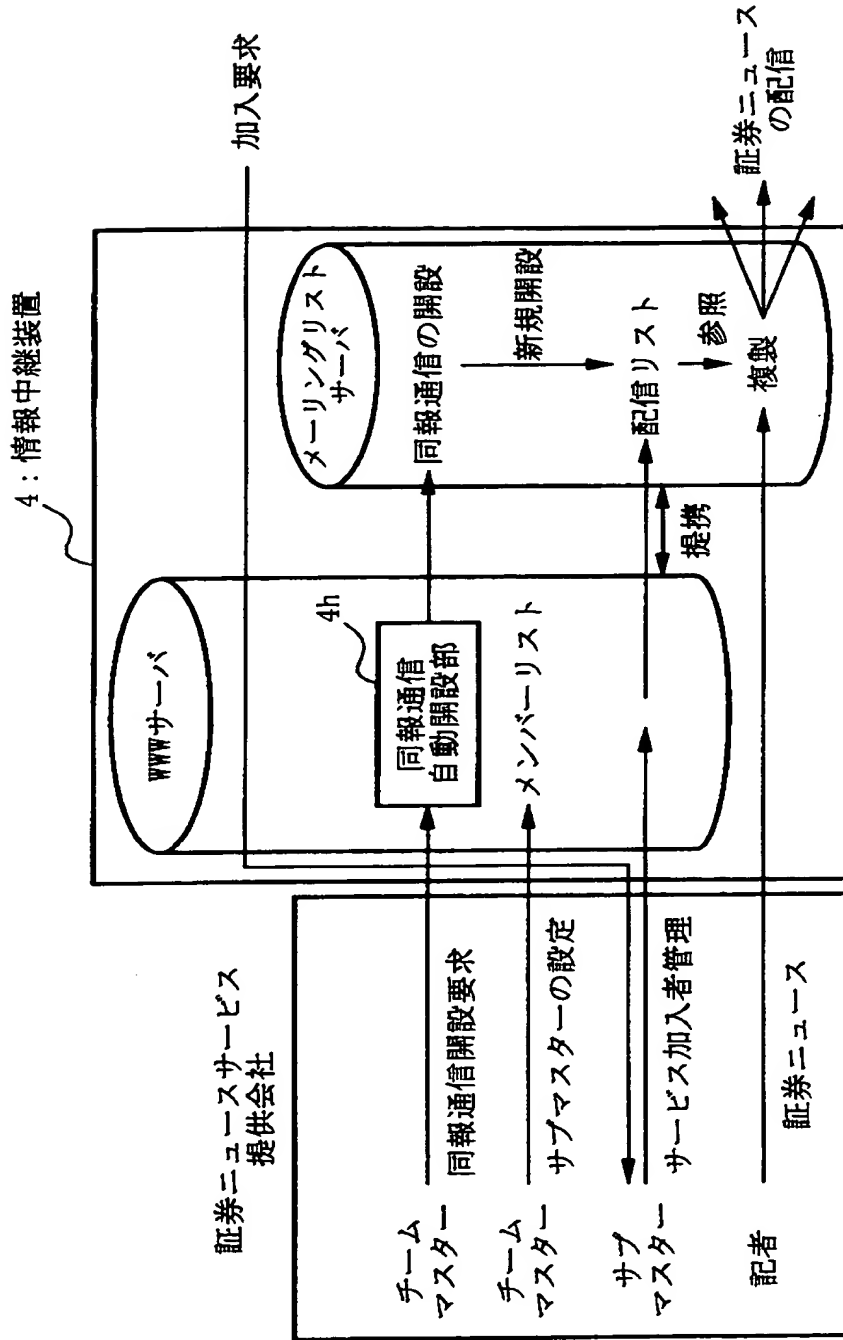 4：情報中継装置
証券ニュースサービス
提供会社
WWWサーバ
メーリングリスト
サーバ
加入要求
チーム
マスター
同報通信開設要求
4h
同報通信
自動開設部
同報通信の開設
新規開設
チーム
マスター
サブマスターの設定
メンバーリスト
サブ
マスター
サービス加入者管理
提携
配信リスト
参照
記者
証券ニュース
複製
証券ニュース
の配信